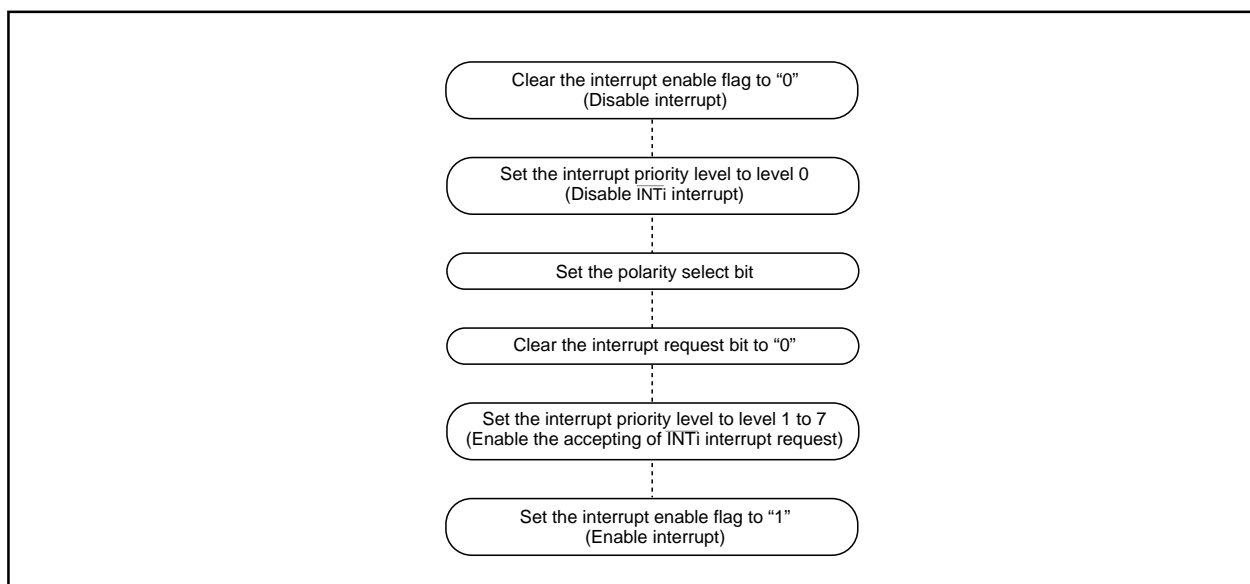 Clear the interrupt enable flag to “0”
(Disable interrupt)
Set the interrupt priority level to level 0
(Disable INTi interrupt)
Set the polarity select bit
Clear the interrupt request bit to “0”
Set the interrupt priority level to level 1 to 7
(Enable the accepting of INTi interrupt request)
Set the interrupt enable flag to “1”
(Enable interrupt)